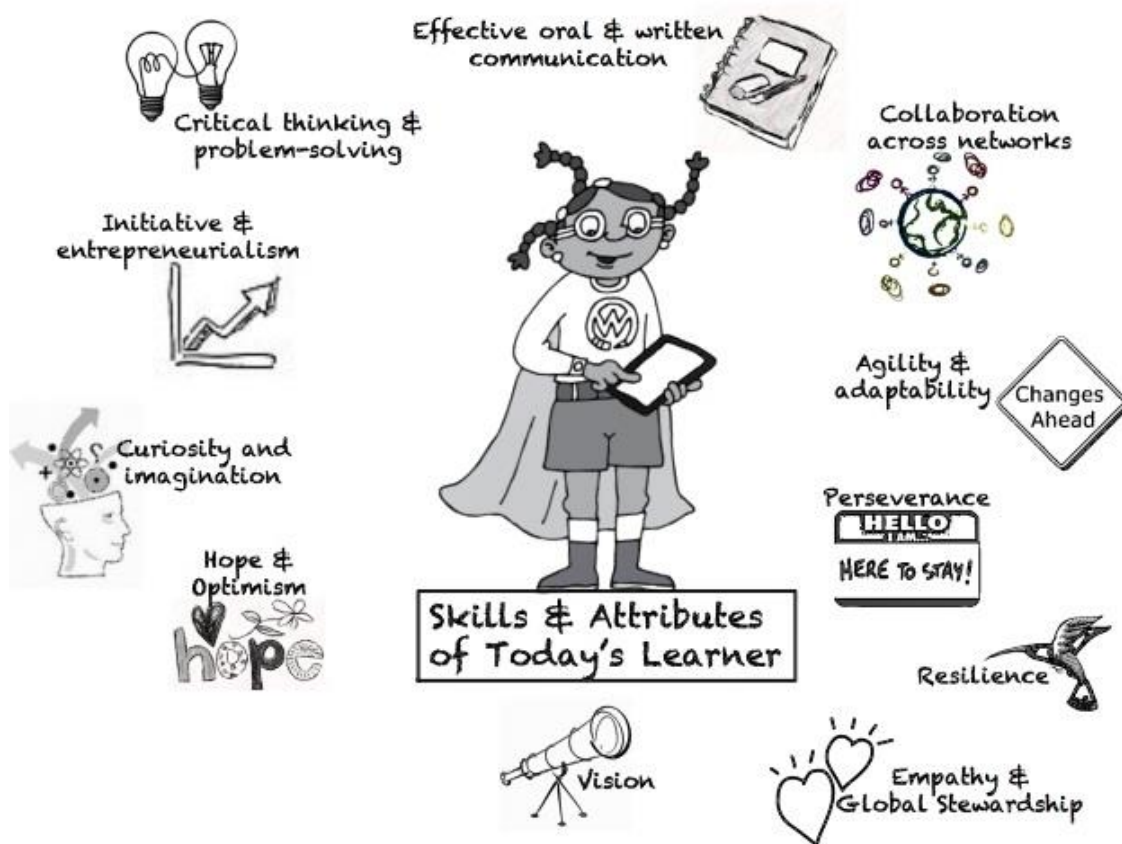 Effective oral & written
communication
Critical thinking &
problem-solving
Collaboration
across networks
Initiative &
entrepreneurialism
Agility &
adaptability
Changes
Ahead
Curiosity and
imagination
Perseverance
HELLO
I AM...
HERE TO STAY!
Hope &
Optimism
hope
Skills & Attributes
of Today's Learner
Resilience
Vision
Empathy &
Global Stewardship
W